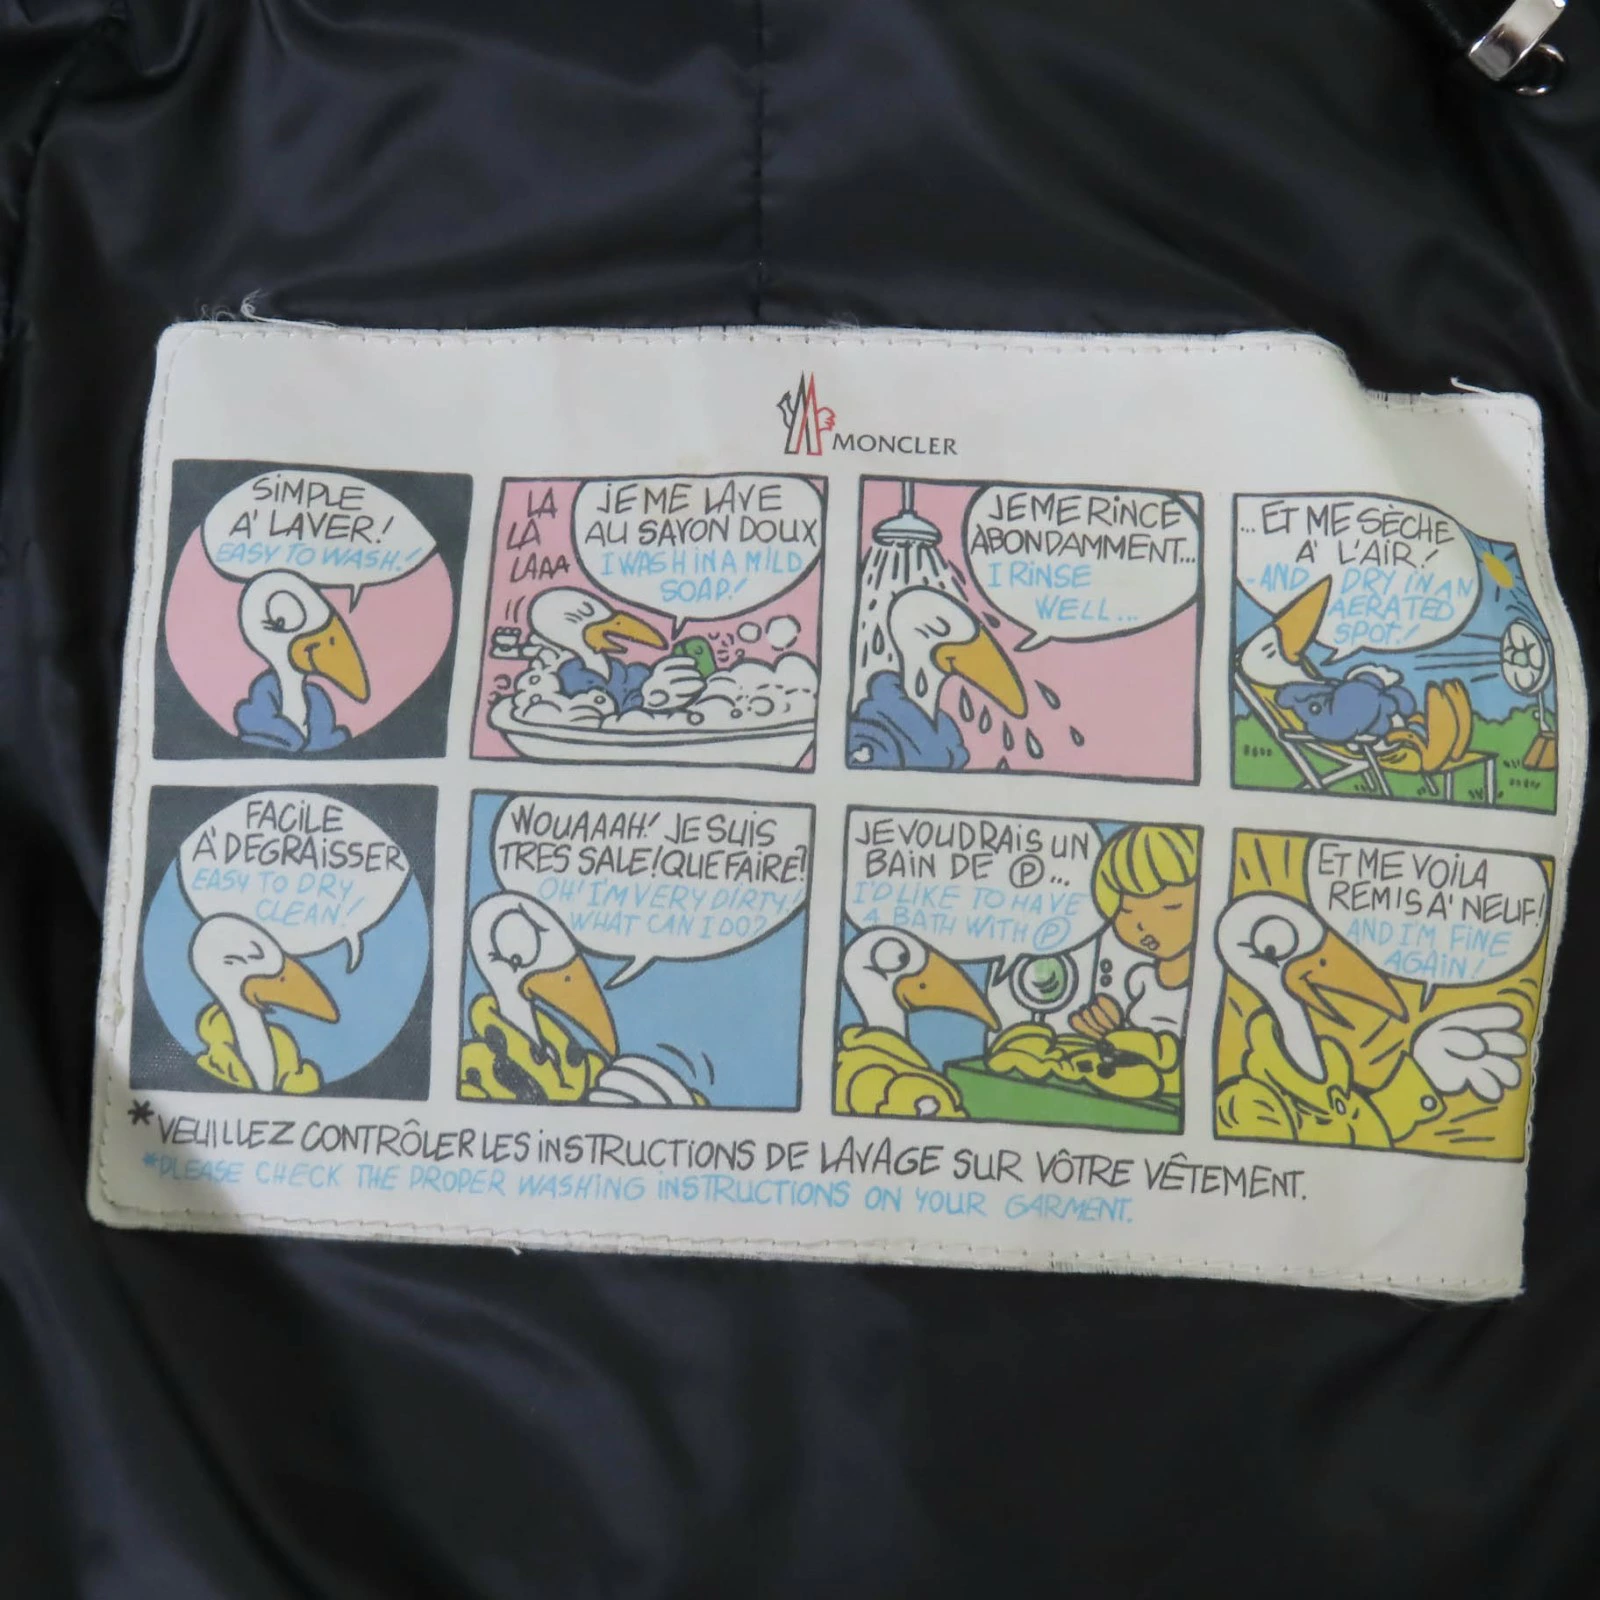 MONCLER
SIMPLE
A' LAVER!
EASY TO WASH!
LA
LA
LAAA
JE ME LAVE
AU SAVON DOUX
I WASH IN A MILD
SOAP!
JE ME RINCE
ABONDAMMENT...
I RINSE
WELL...
...ET ME SÈCHE
A' L'AIR!
-AND DRY IN AN
AERATED
SPOT!
FACILE
A' DEGRAISSER
EASY TO DRY
CLEAN!
WOUAAAH! JE SUIS
TRES SALE! QUE FAIRE?
OH! I'M VERY DIRTY!
WHAT CAN I DO?
JE VOUDRAIS UN
BAIN DE Ⓟ...
I'D LIKE TO HAVE
A BATH WITH Ⓟ
ET ME VOILA
REMIS A' NEUF!
AND I'M FINE
AGAIN!
*VEUILLEZ CONTRÔLER LES INSTRUCTIONS DE LAVAGE SUR VÔTRE VÊTEMENT.
*PLEASE CHECK THE PROPER WASHING INSTRUCTIONS ON YOUR GARMENT.